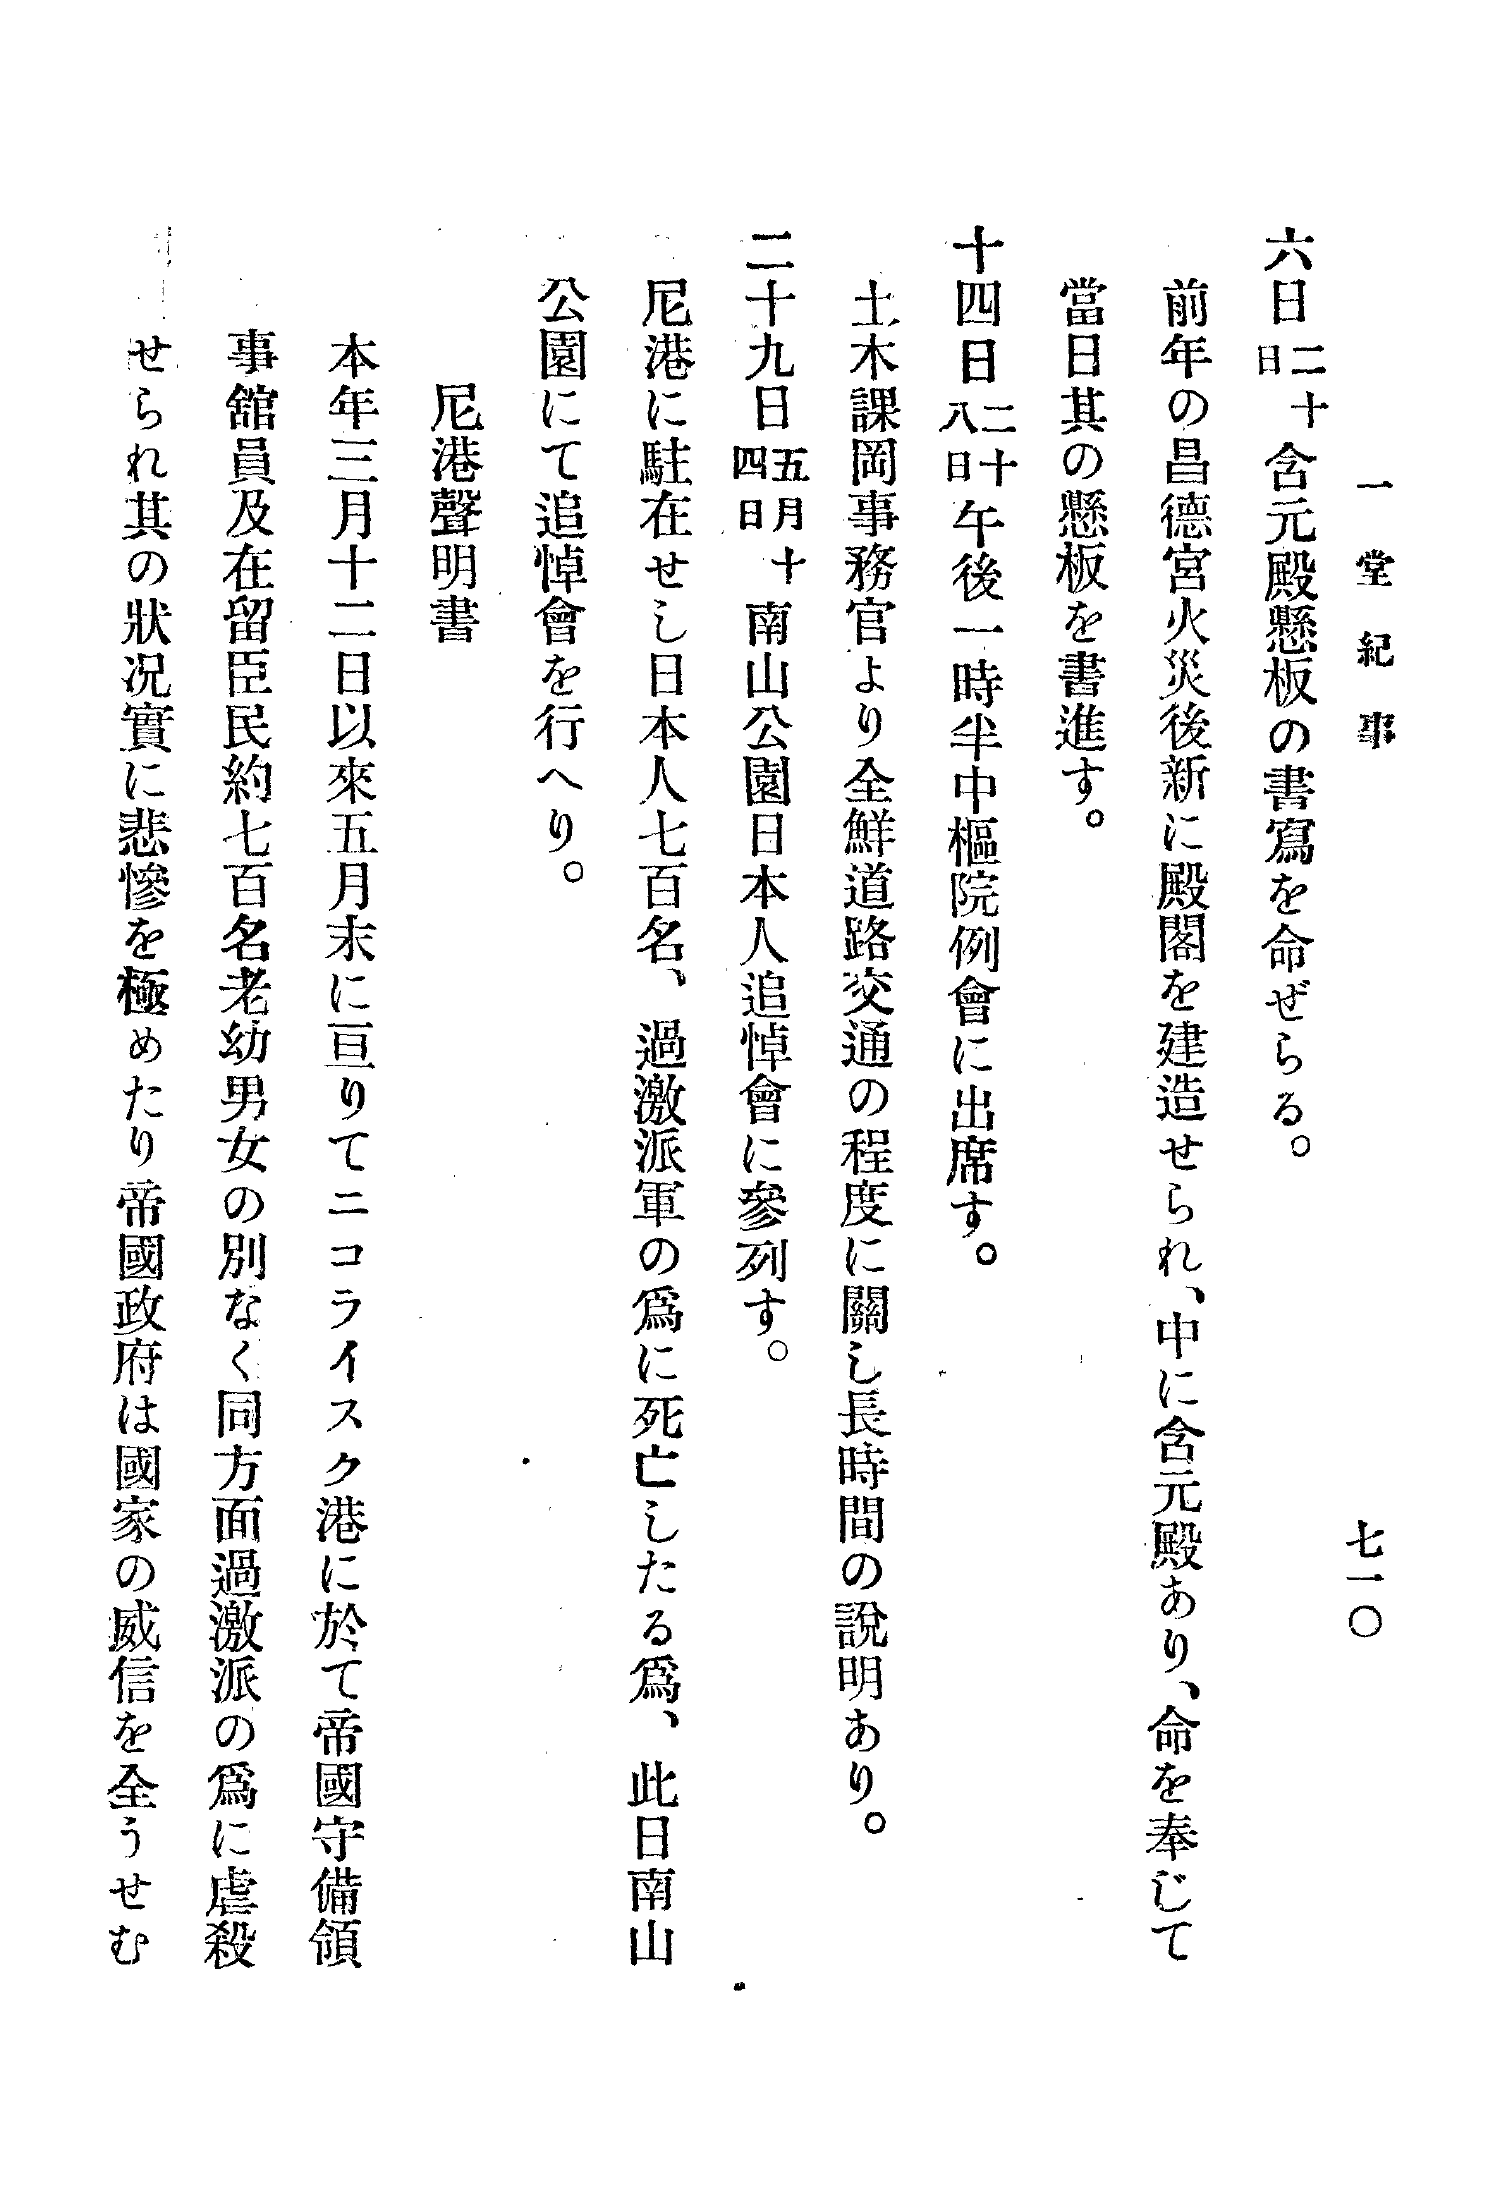 一堂紀事
七一〇
六日二十日含元殿懸板の書寫を命ぜらる。
前年の昌德宮火災後新に殿閣を建造せられ、中に含元殿あり、命を奉じて
當日其の懸板を書進す。
十四日二十八日午後一時半中樞院例會に出席す。
土木課岡事務官より全鮮道路交通の程度に關し長時間の說明あり。
二十九日五月十四日南山公園日本人追悼會に參列す。
尼港に駐在せし日本人七百名、過激派軍の爲に死亡したる爲、此日南山
公園にて追悼會を行へり。
尼港聲明書
本年三月十二日以來五月末に亘りてニコライスク港に於て帝國守備領
事舘員及在留臣民約七百名老幼男女の別なく同方面過激派の爲に虐殺
せられ其の狀況實に悲慘を極めたり帝國政府は國家の威信を全うせむ